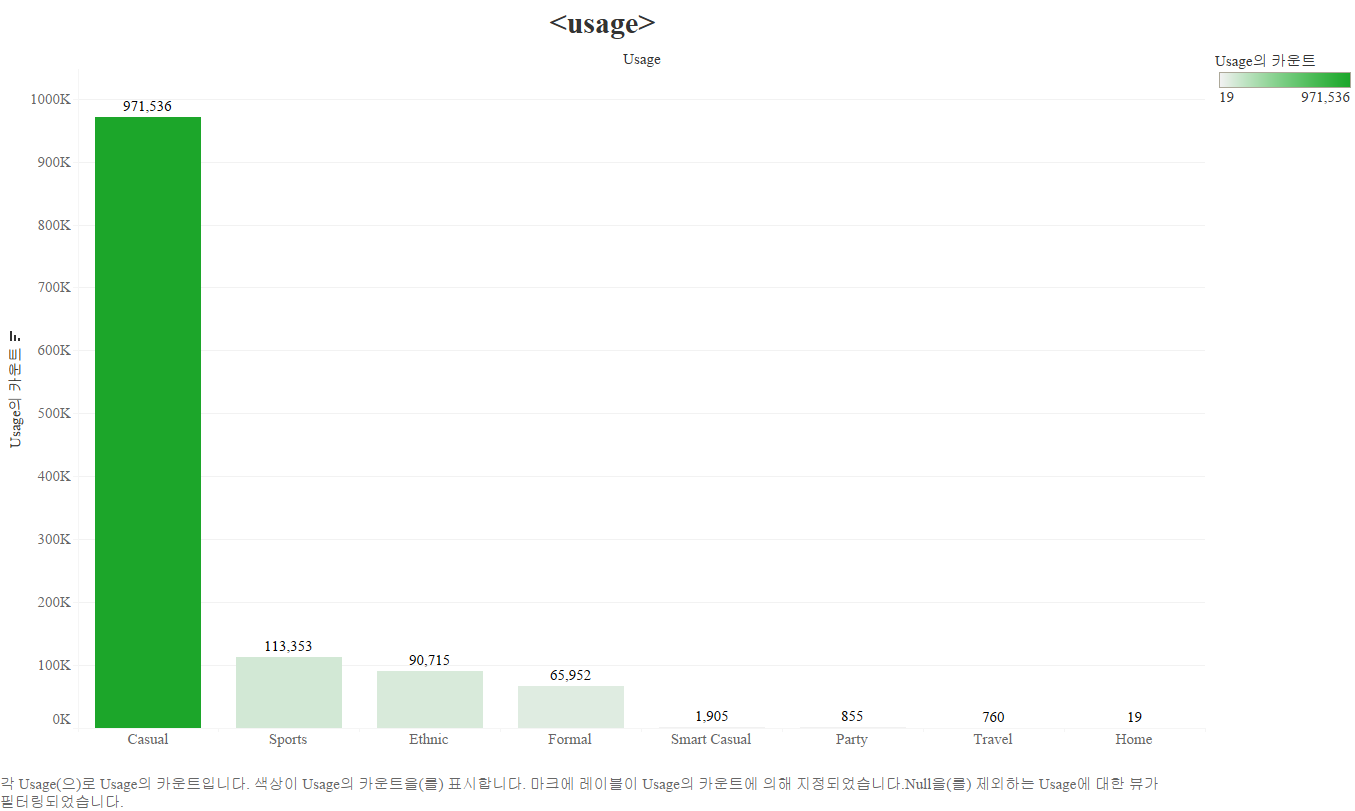 <usage>
Usage
Usage의 카운트
19 971,536
Usage의 카운트
1000K
900K
800K
700K
600K
500K
400K
300K
200K
100K
0K
971,536
113,353
90,715
65,952
1,905
855
760
19
Casual Sports Ethnic Formal Smart Casual Party Travel Home
각 Usage(으)로 Usage의 카운트입니다. 색상이 Usage의 카운트을(를) 표시합니다. 마크에 레이블이 Usage의 카운트에 의해 지정되었습니다.Null을(를) 제외하는 Usage에 대한 뷰가
필터링되었습니다.